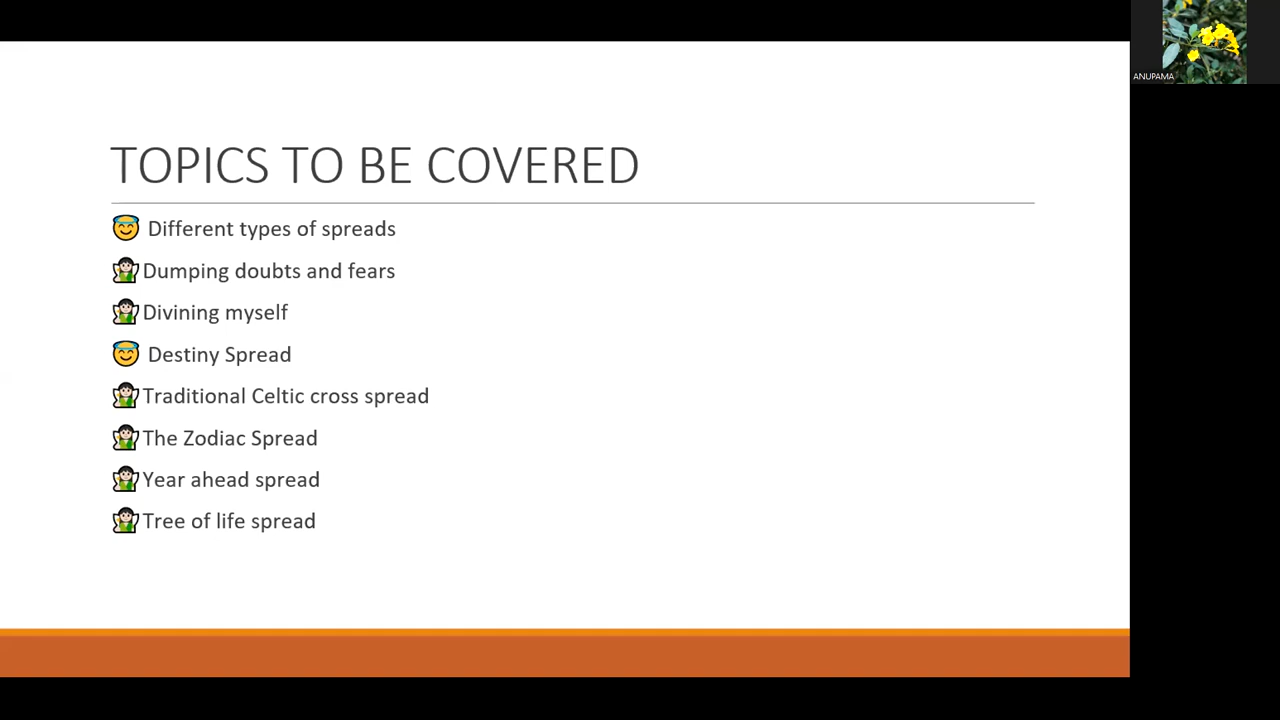 ANUPAMA
TOPICS TO BE COVERED
😇 Different types of spreads
🧚🏻Dumping doubts and fears
🧚🏻Divining myself
😇 Destiny Spread
🧚🏻Traditional Celtic cross spread
🧚🏻The Zodiac Spread
🧚🏻Year ahead spread
🧚🏻Tree of life spread